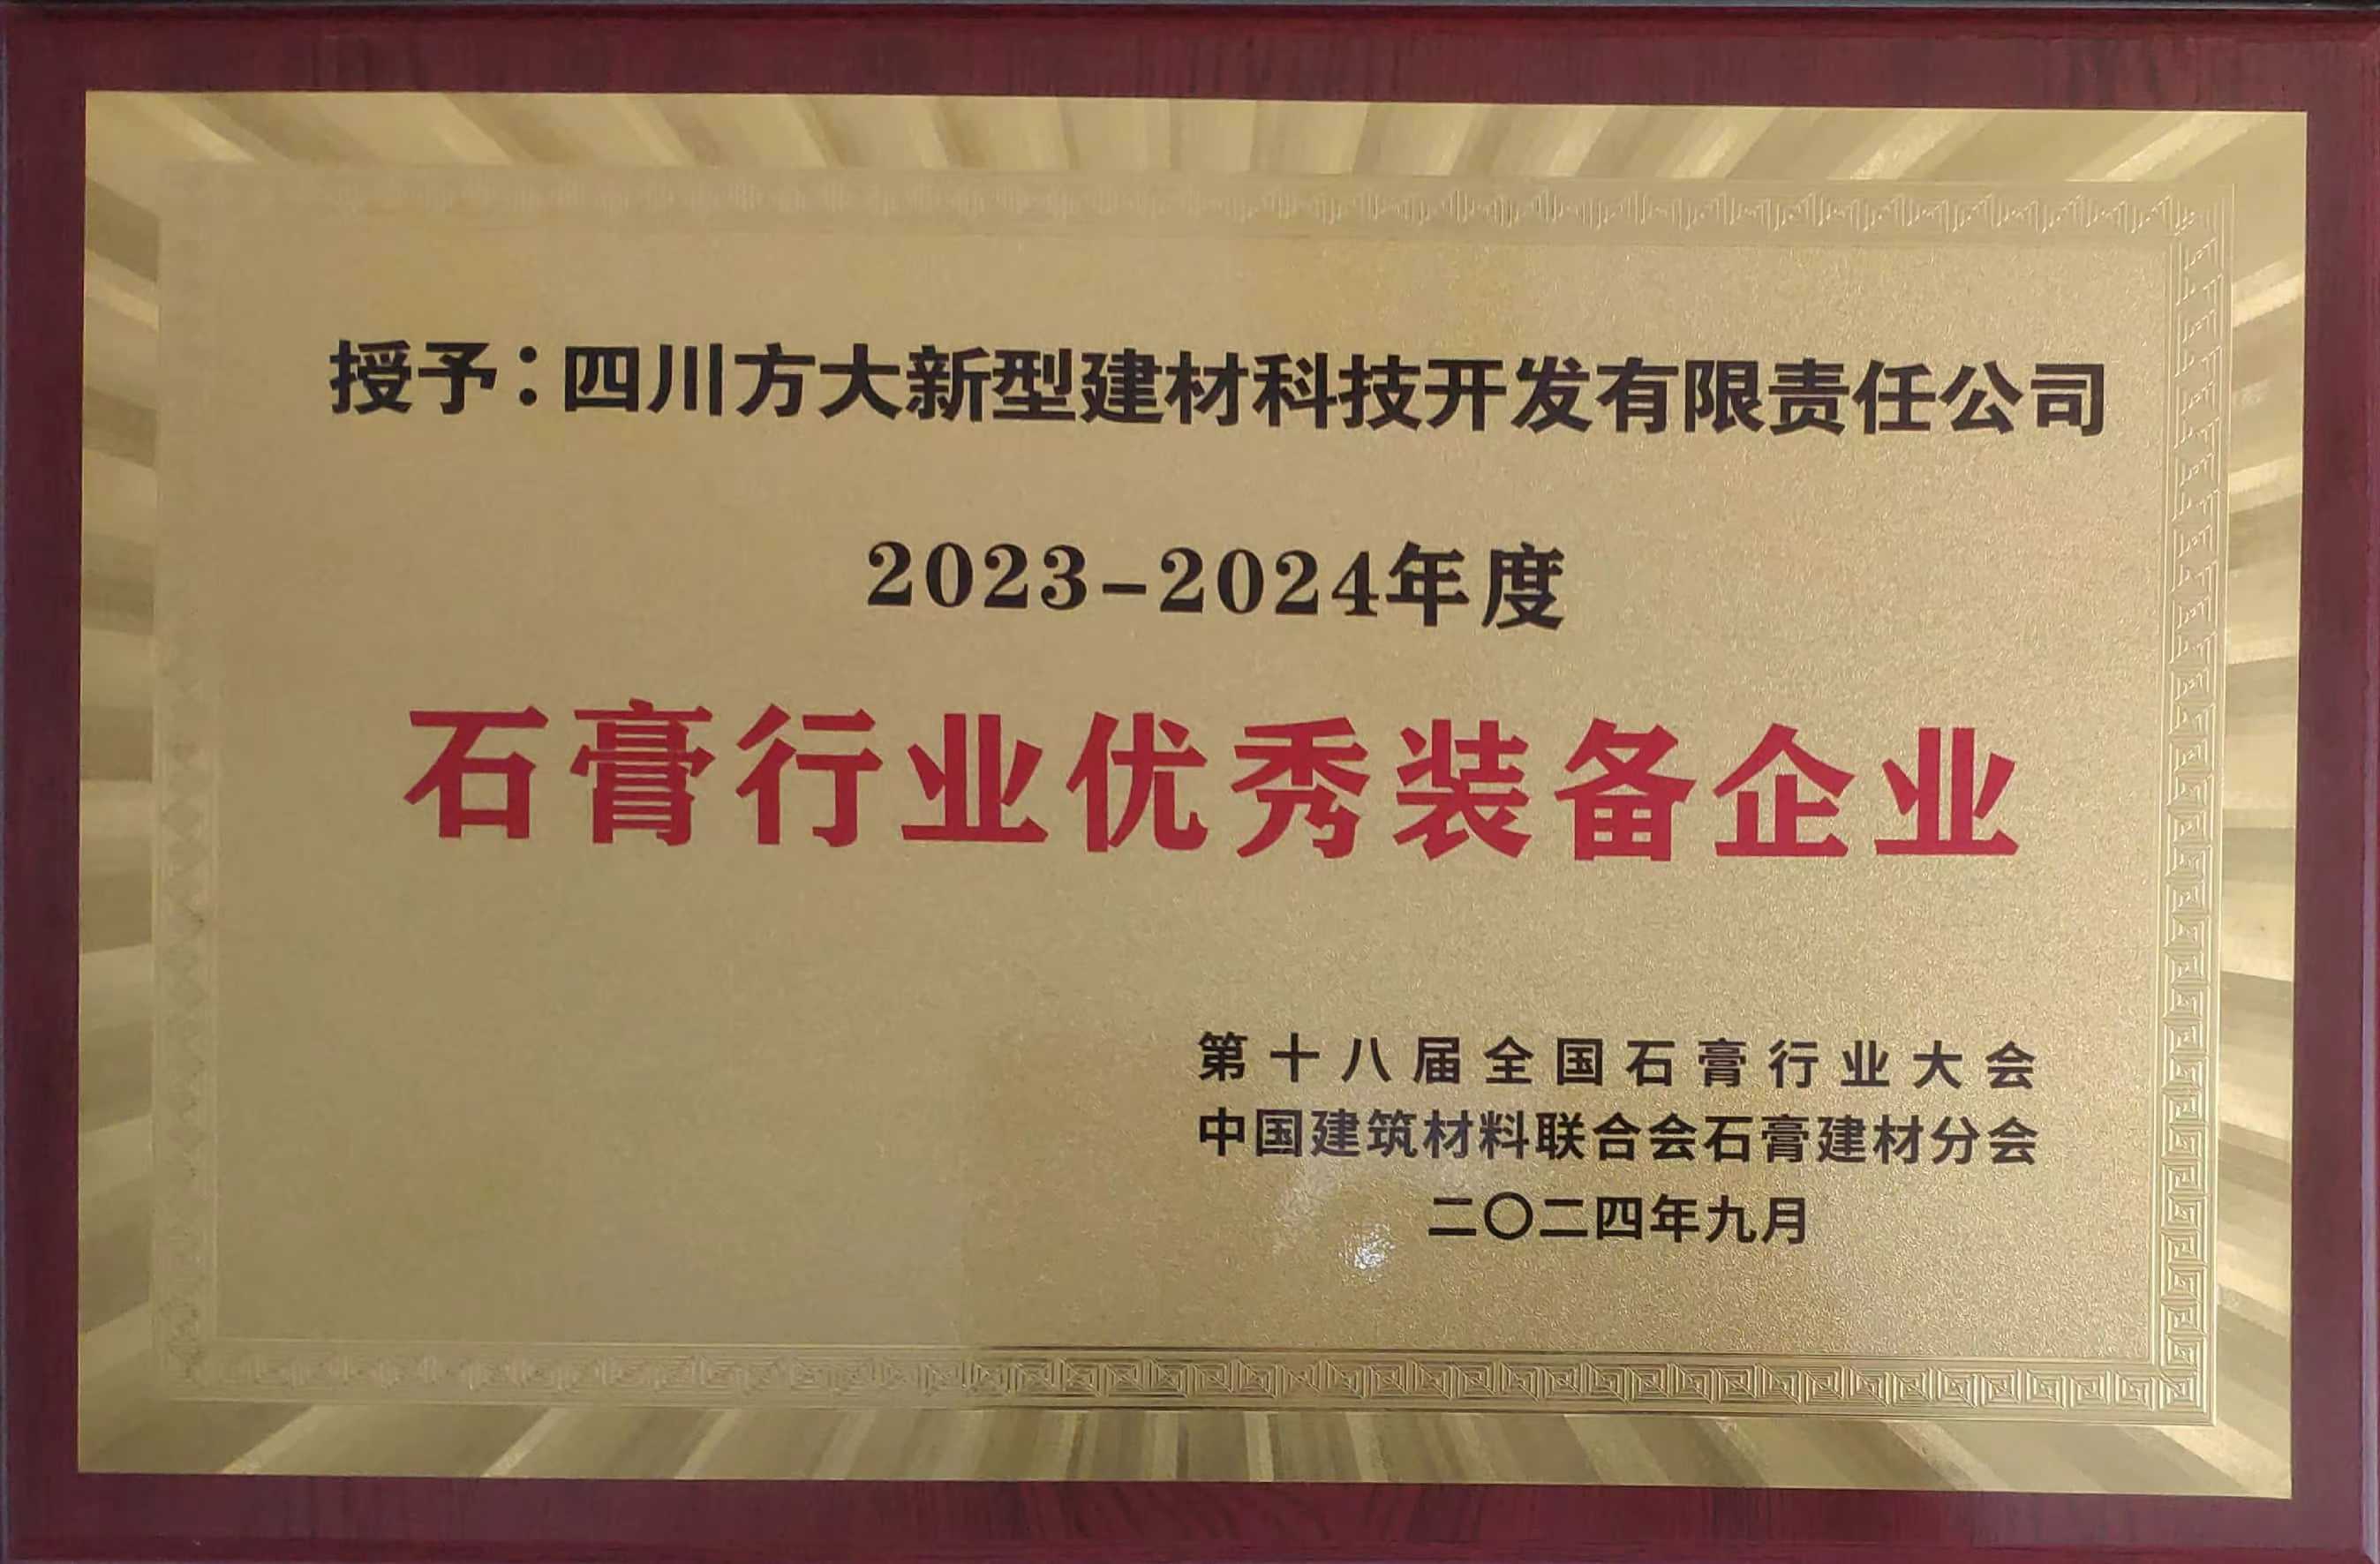 授予：四川方大新型建材科技开发有限责任公司
2023-2024年度
石膏行业优秀装备企业
第十八届全国石膏行业大会
中国建筑材料联合会石膏建材分会
二〇二四年九月